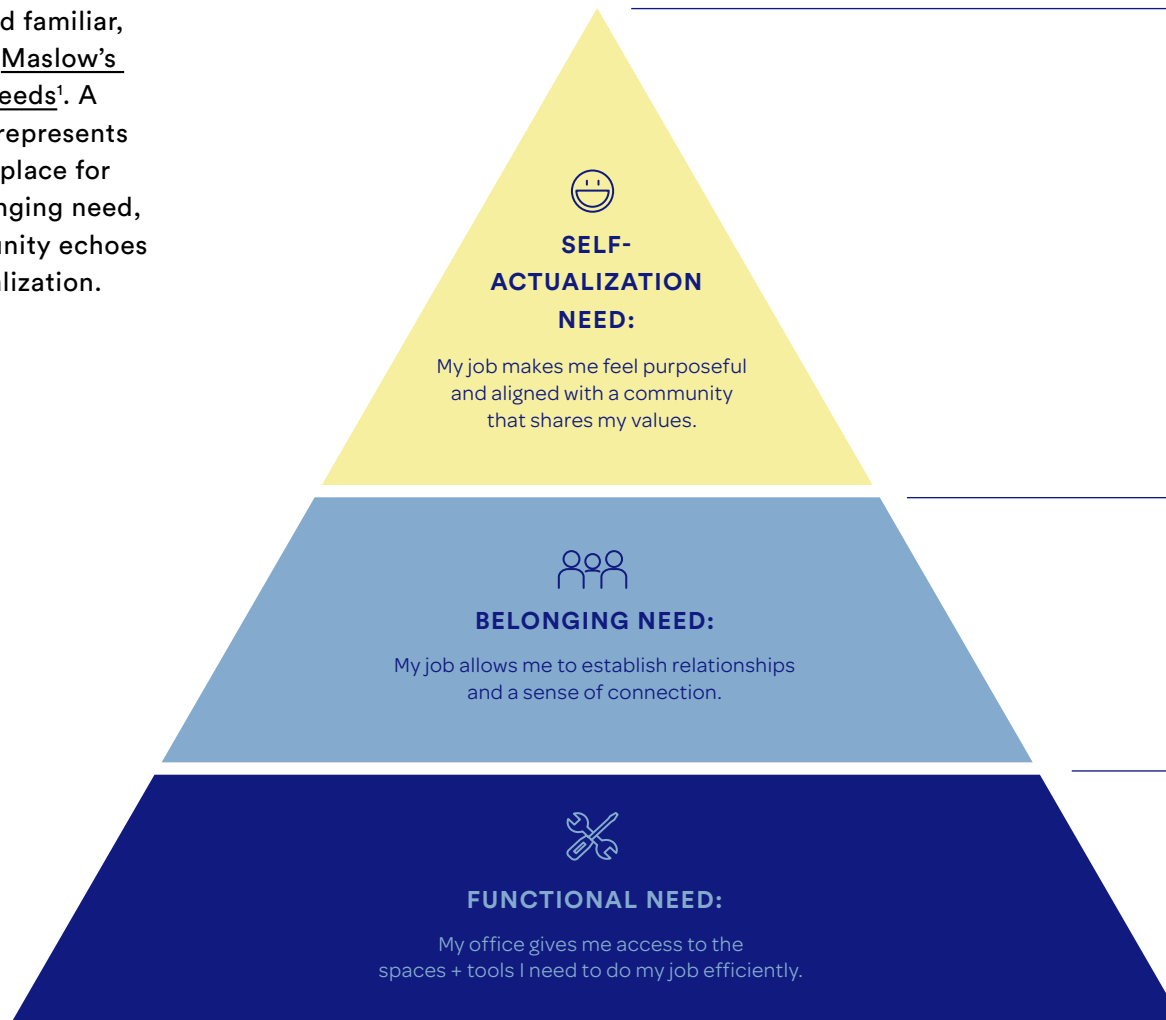 d familiar,
Maslow’s
eeds¹. A
represents
place for
nging need,
unity echoes
lization.
SELF-
ACTUALIZATION
NEED:
My job makes me feel purposeful
and aligned with a community
that shares my values.
BELONGING NEED:
My job allows me to establish relationships
and a sense of connection.
FUNCTIONAL NEED:
My office gives me access to the
spaces + tools I need to do my job efficiently.